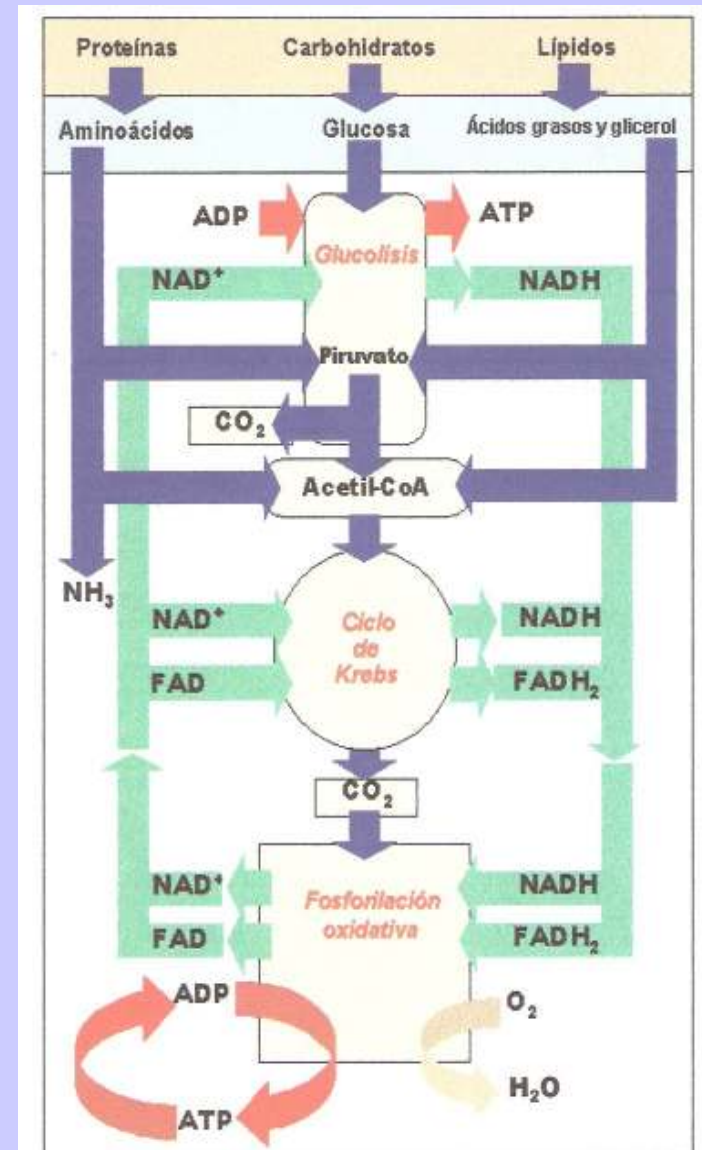 Proteínas Carbohidratos Lípidos
Aminoácidos Glucosa Ácidos grasos y glicerol
ADP ATP
Glucolísis
NAD⁺ NADH
Piruvato
CO₂
Acetil-CoA
NH₃
NAD⁺ Ciclo de Krebs NADH
FAD FADH₂
CO₂
NAD⁺ NADH
Fosforilación oxidativa
FAD FADH₂
ADP O₂
H₂O
ATP